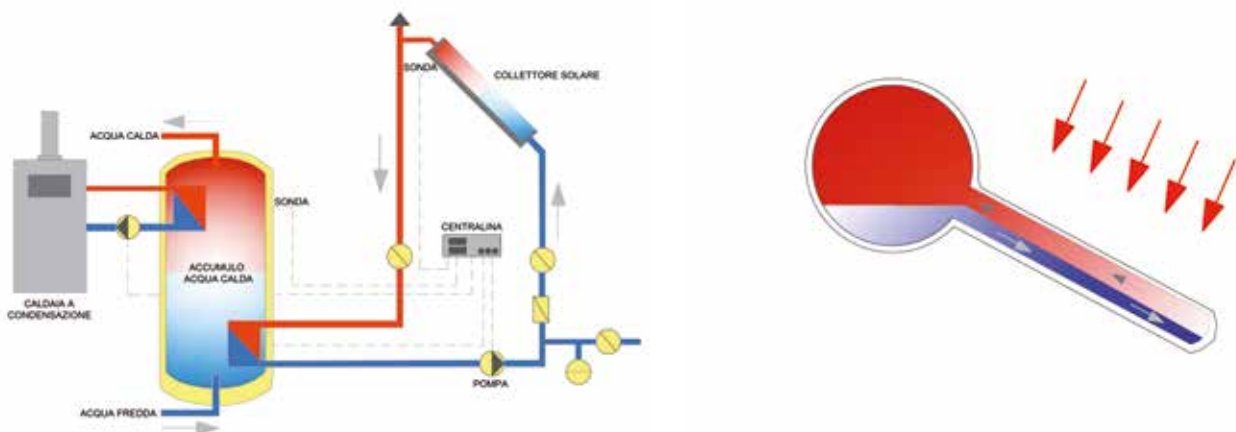 SONDA
COLLETTORE SOLARE
ACQUA CALDA
SONDA
CENTRALINA
ACCUMULO
ACQUA CALDA
CALDAIA A
CONDENSAZIONE
POMPA
ACQUA FREDDA